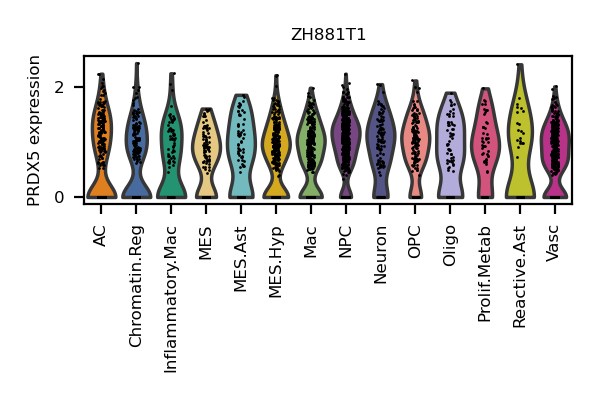 ZH881T1
PRDX5 expression
2
0
AC
Chromatin.Reg
Inflammatory.Mac
MES
MES.Ast
MES.Hyp
Mac
NPC
Neuron
OPC
Oligo
Prolif.Metab
Reactive.Ast
Vasc